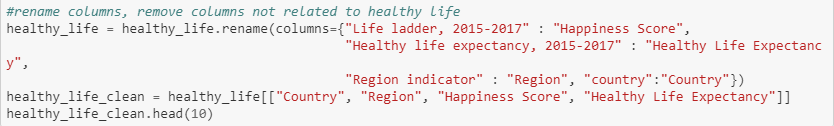 #rename columns, remove columns not related to healthy life
healthy_life = healthy_life.rename(columns={"Life ladder, 2015-2017" : "Happiness Score",
"Healthy life expectancy, 2015-2017" : "Healthy Life Expectanc
y",
"Region indicator" : "Region", "country":"Country"})
healthy_life_clean = healthy_life[["Country", "Region", "Happiness Score", "Healthy Life Expectancy"]]
healthy_life_clean.head(10)